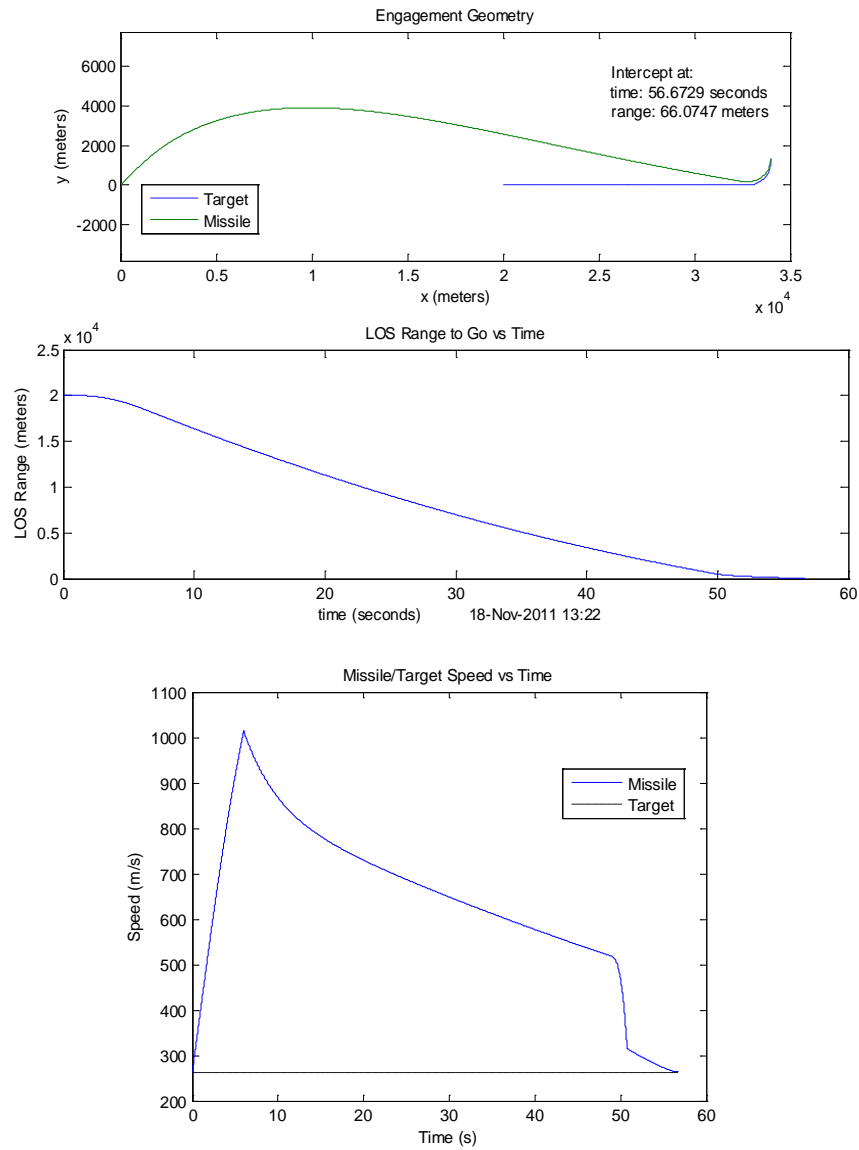 Engagement Geometry
6000
4000
2000
0
-2000
y (meters)
Intercept at:
time: 56.6729 seconds
range: 66.0747 meters
Target
Missile
0 0.5 1 1.5 2 2.5 3 3.5
x (meters)
x 10^4
LOS Range to Go vs Time
x 10^4
2.5
2
1.5
1
0.5
0
LOS Range (meters)
0 10 20 30 40 50 60
time (seconds) 18-Nov-2011 13:22
Missile/Target Speed vs Time
1100
1000
900
800
700
600
500
400
300
200
Speed (m/s)
Missile
Target
0 10 20 30 40 50 60
Time (s)